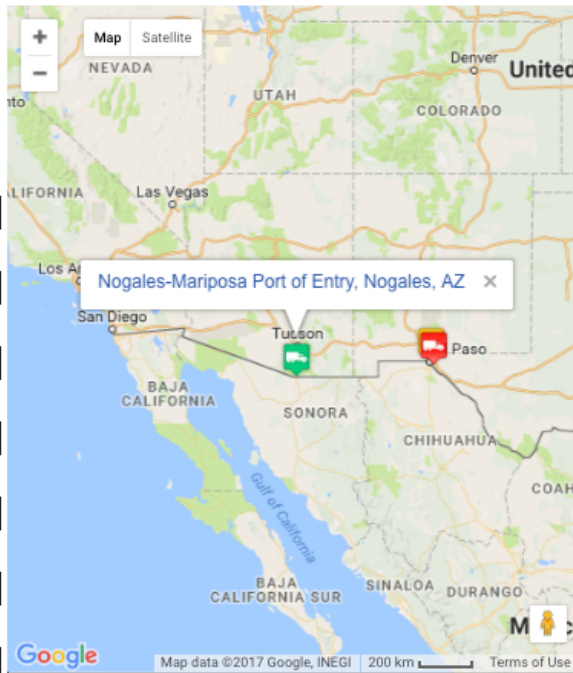 +
Map Satellite
−
NEVADA
Denver
United
nto
UTAH
COLORADO
LIFORNIA
Las Vegas
Los A
Nogales-Mariposa Port of Entry, Nogales, AZ ×
San Diego
Tucson
Paso
BAJA
CALIFORNIA
SONORA
CHIHUAHUA
COAH
Gulf of California
BAJA
CALIFORNIA SUR
SINALOA
DURANGO
Google
Map data ©2017 Google, INEGI 200 km Terms of Use